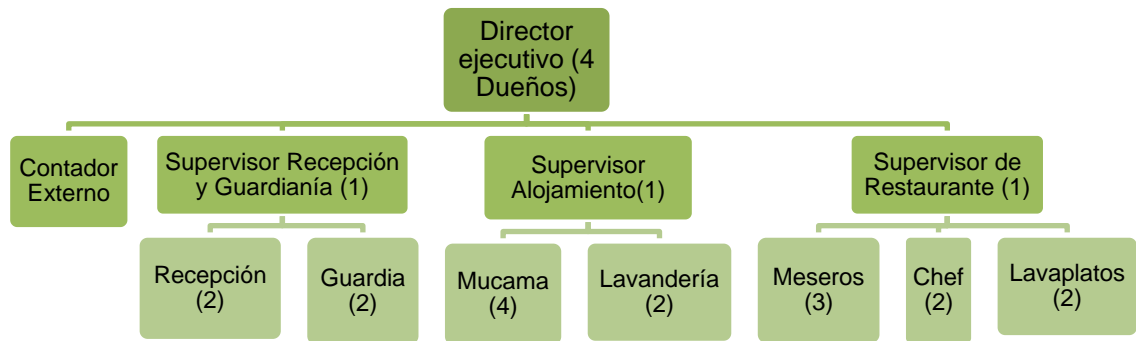 Director
ejecutivo (4
Dueños)
Contador
Externo
Supervisor Recepción
y Guardianía (1)
Supervisor
Alojamiento(1)
Supervisor de
Restaurante (1)
Recepción
(2)
Guardia
(2)
Mucama
(4)
Lavandería
(2)
Meseros
(3)
Chef
(2)
Lavaplatos
(2)